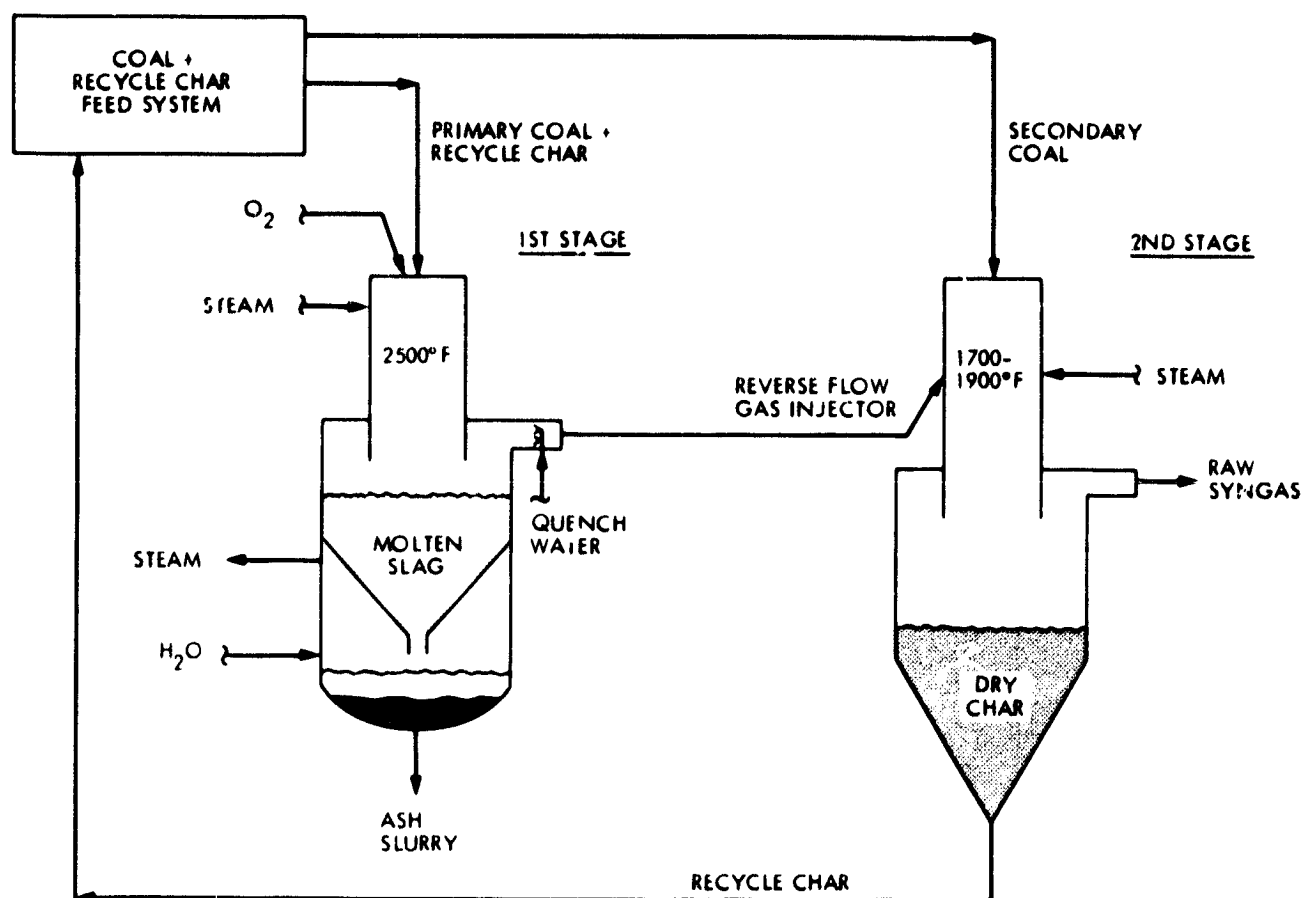 COAL +
RECYCLE CHAR
FEED SYSTEM
PRIMARY COAL +
RECYCLE CHAR
SECONDARY
COAL
O2
1ST STAGE
2ND STAGE
STEAM
2500°F
1700-
1900°F
REVERSE FLOW
GAS INJECTOR
STEAM
RAW
SYNGAS
QUENCH
WATER
MOLTEN
SLAG
STEAM
H2O
DRY
CHAR
ASH
SLURRY
RECYCLE CHAR